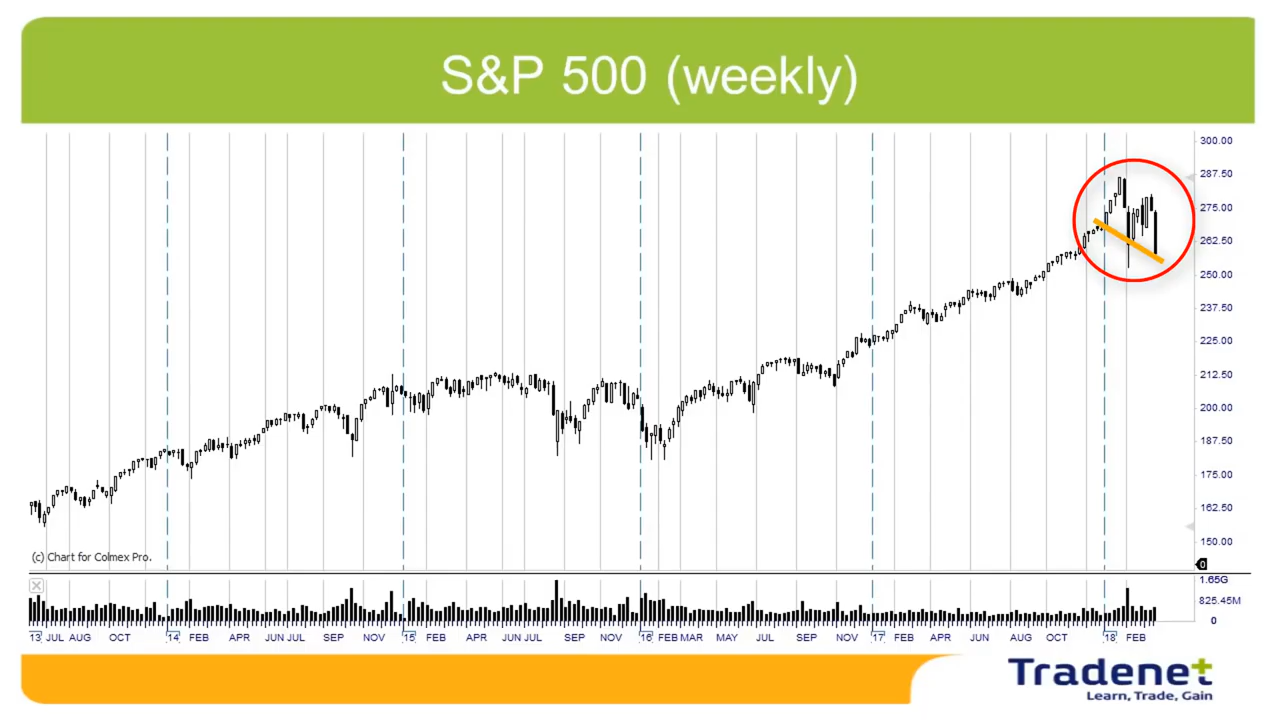 S&P 500 (weekly)
300.00
287.50
275.00
262.50
250.00
237.50
225.00
212.50
200.00
187.50
175.00
162.50
150.00
(c) Chart for Colmex Pro.
0
1.65G
825.45M
0
13 JUL AUG OCT 14 FEB APR JUN JUL SEP NOV 15 FEB APR JUN JUL SEP NOV 16 FEB MAR MAY JUL SEP NOV 17 FEB APR JUN AUG OCT 18 FEB
Tradenet
Learn, Trade, Gain